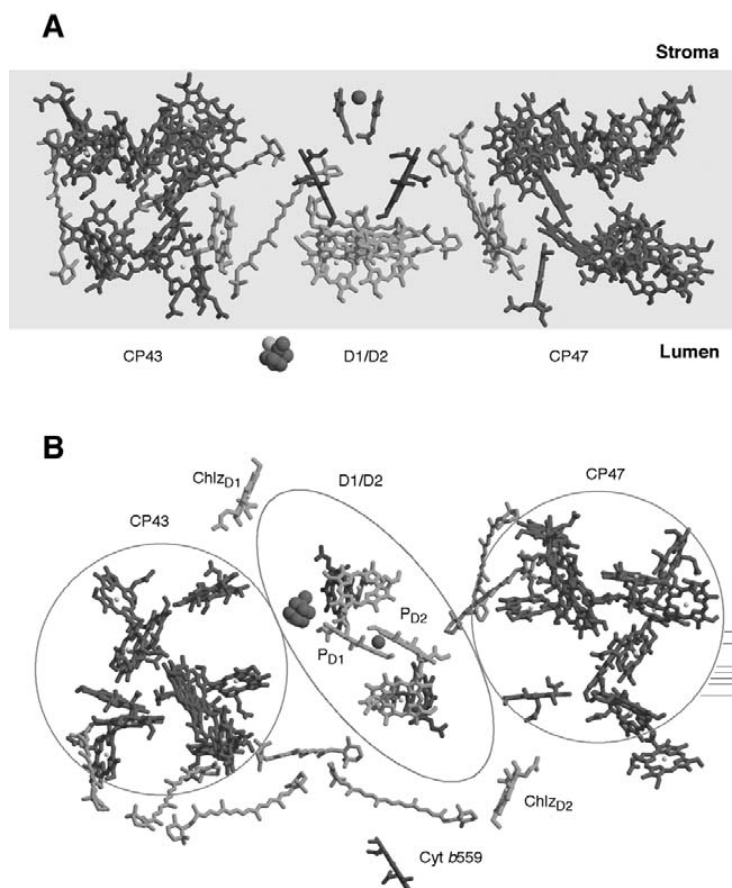 A
Stroma
CP43
D1/D2
CP47
Lumen
B
ChlzD1
D1/D2
CP47
CP43
PD2
PD1
ChlzD2
Cyt b559